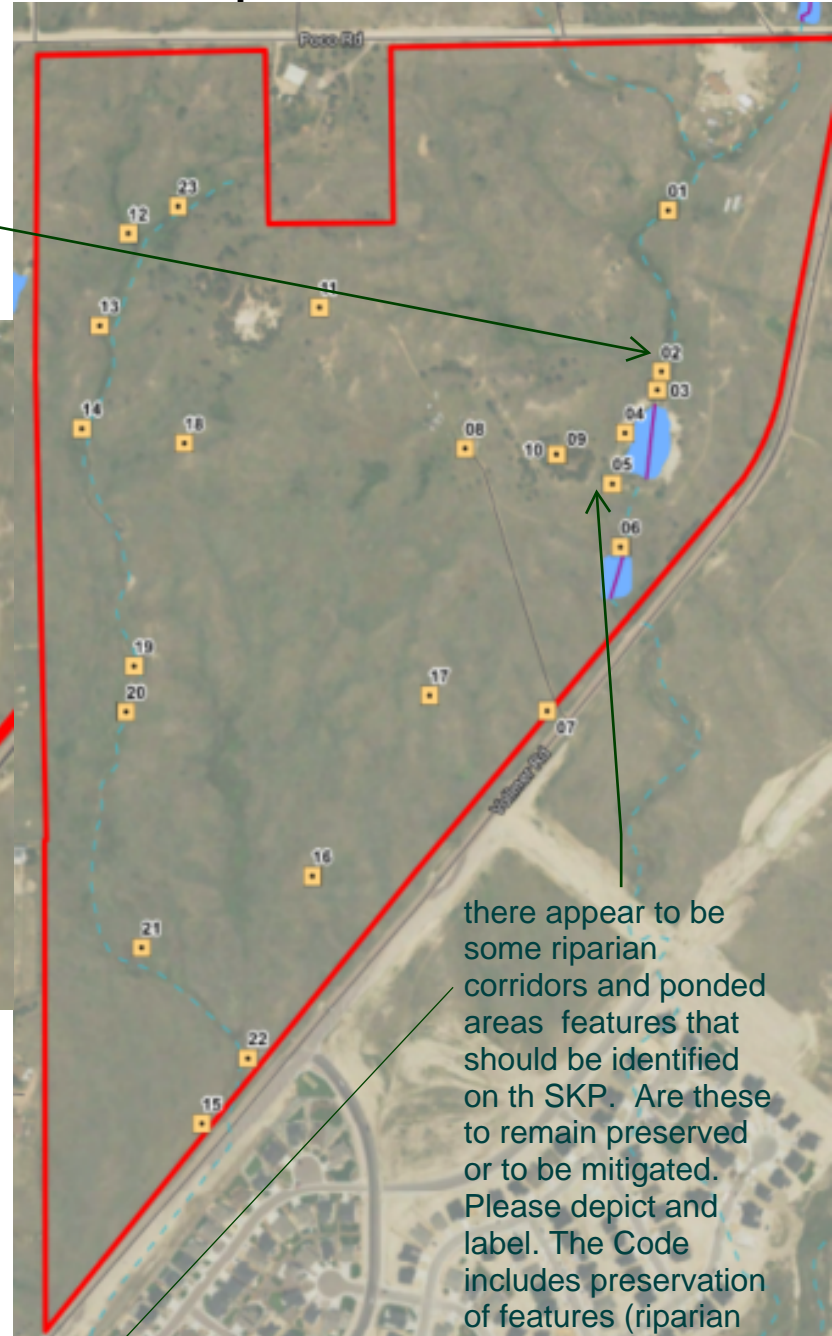 Poco Rd
23
12
01
11
13
02
03
14
04
18
08
10
09
05
06
19
17
20
07
Vollmer Rd
16
21
22
15
there appear to be
some riparian
corridors and ponded
areas features that
should be identified
on th SKP. Are these
to remain preserved
or to be mitigated.
Please depict and
label. The Code
includes preservation
of features (riparian